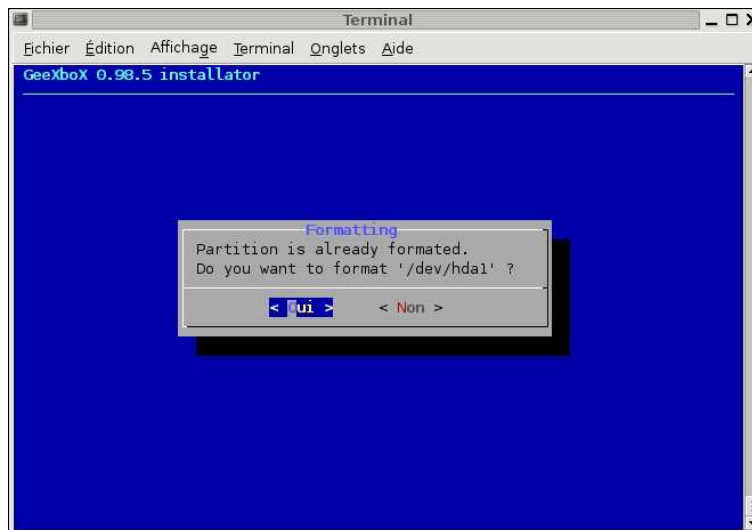 Terminal
Fichier Édition Affichage Terminal Onglets Aide
GeeXboX 0.98.5 installator
Formatting
Partition is already formated.
Do you want to format '/dev/hda1' ?
< Oui > < Non >